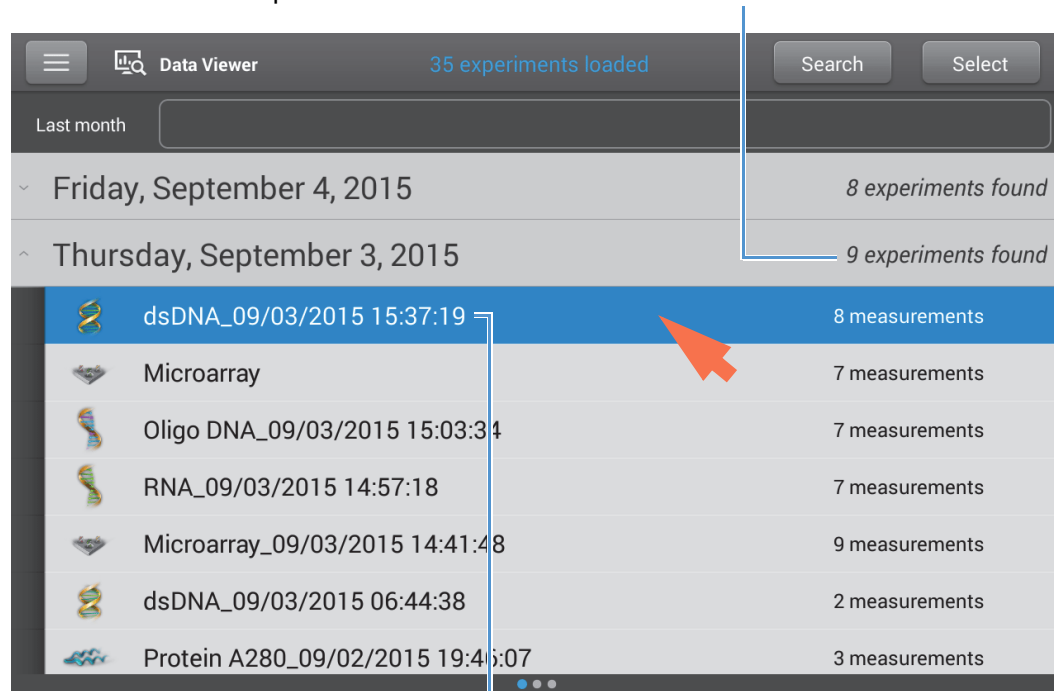 Data Viewer 35 experiments loaded Search Select
Last month
Friday, September 4, 2015 8 experiments found
Thursday, September 3, 2015 9 experiments found
dsDNA_09/03/2015 15:37:19 8 measurements
Microarray 7 measurements
Oligo DNA_09/03/2015 15:03:34 7 measurements
RNA_09/03/2015 14:57:18 7 measurements
Microarray_09/03/2015 14:41:48 9 measurements
dsDNA_09/03/2015 06:44:38 2 measurements
Protein A280_09/02/2015 19:46:07 3 measurements